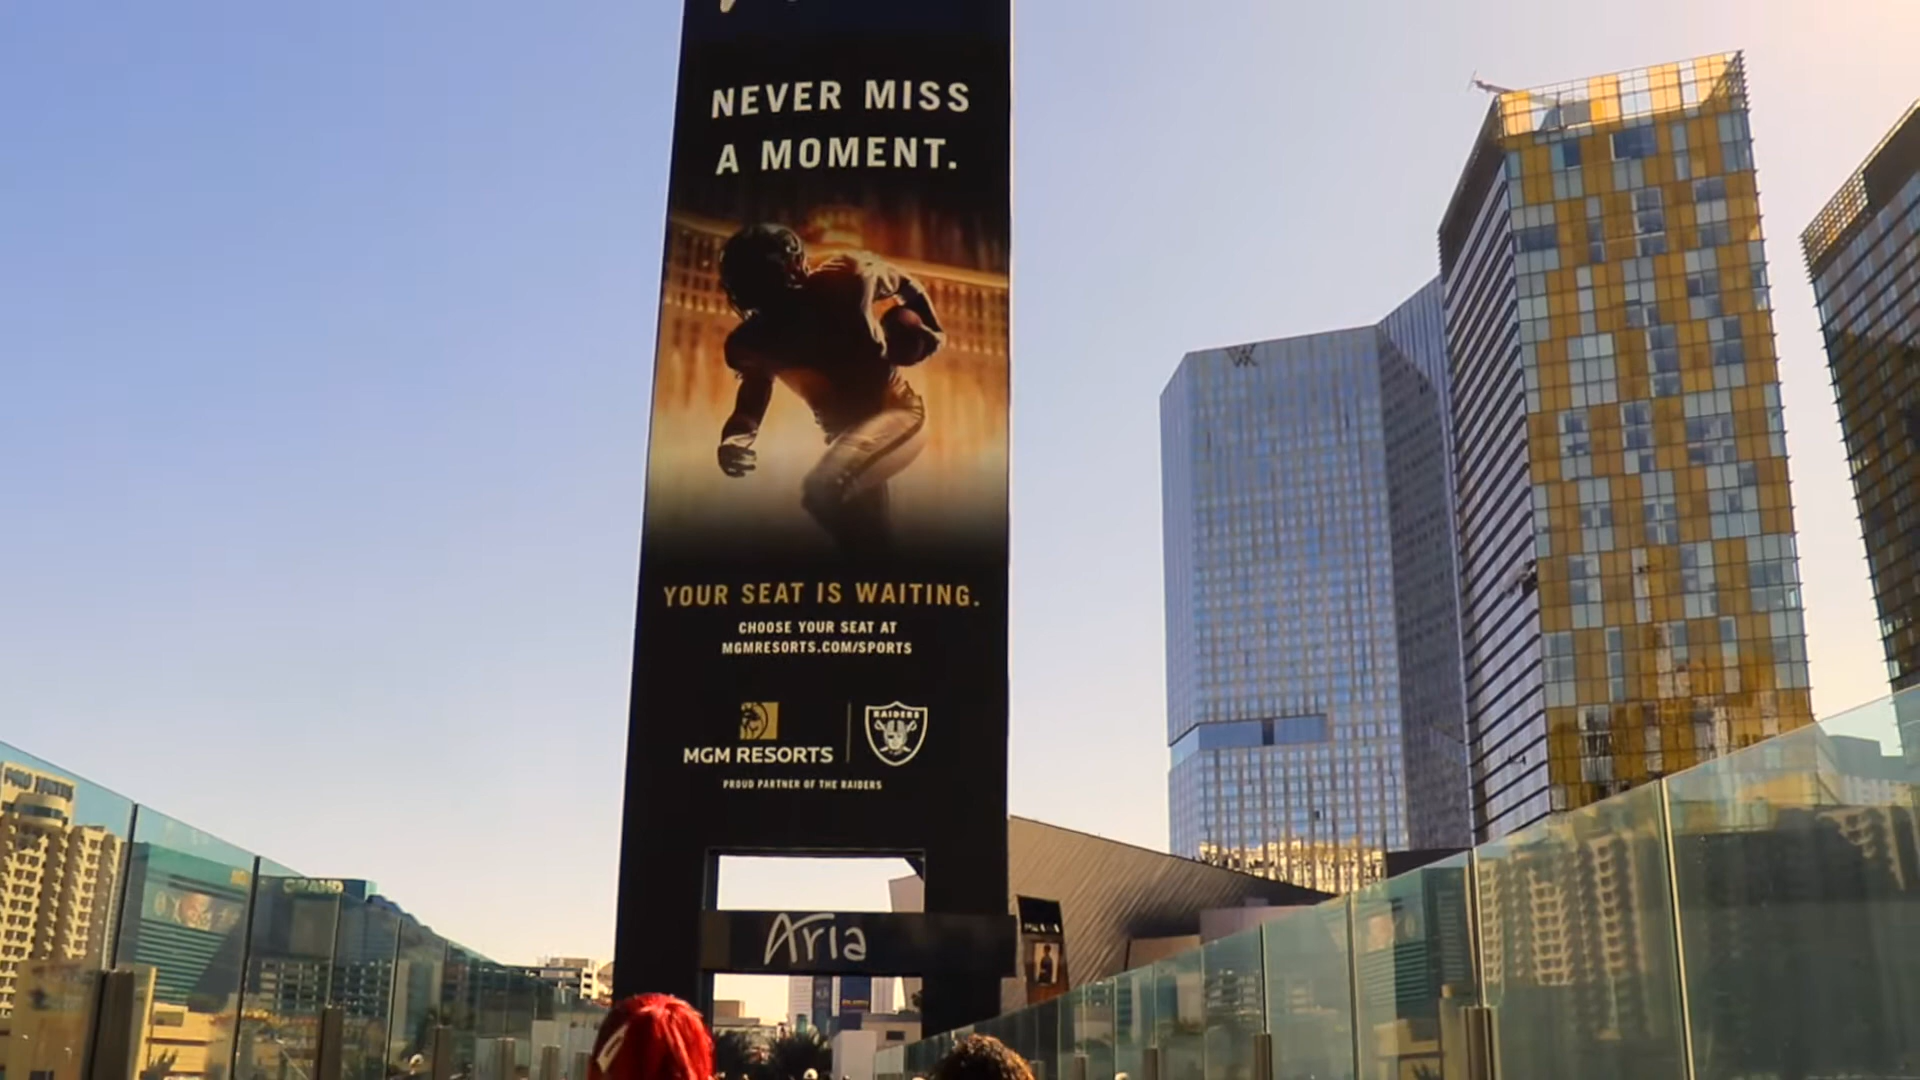 NEVER MISS
A MOMENT.
YOUR SEAT IS WAITING.
CHOOSE YOUR SEAT AT
MGMRESORTS.COM/SPORTS
RAIDERS
MGM RESORTS
PROUD PARTNER OF THE RAIDERS
GRAND
Aria